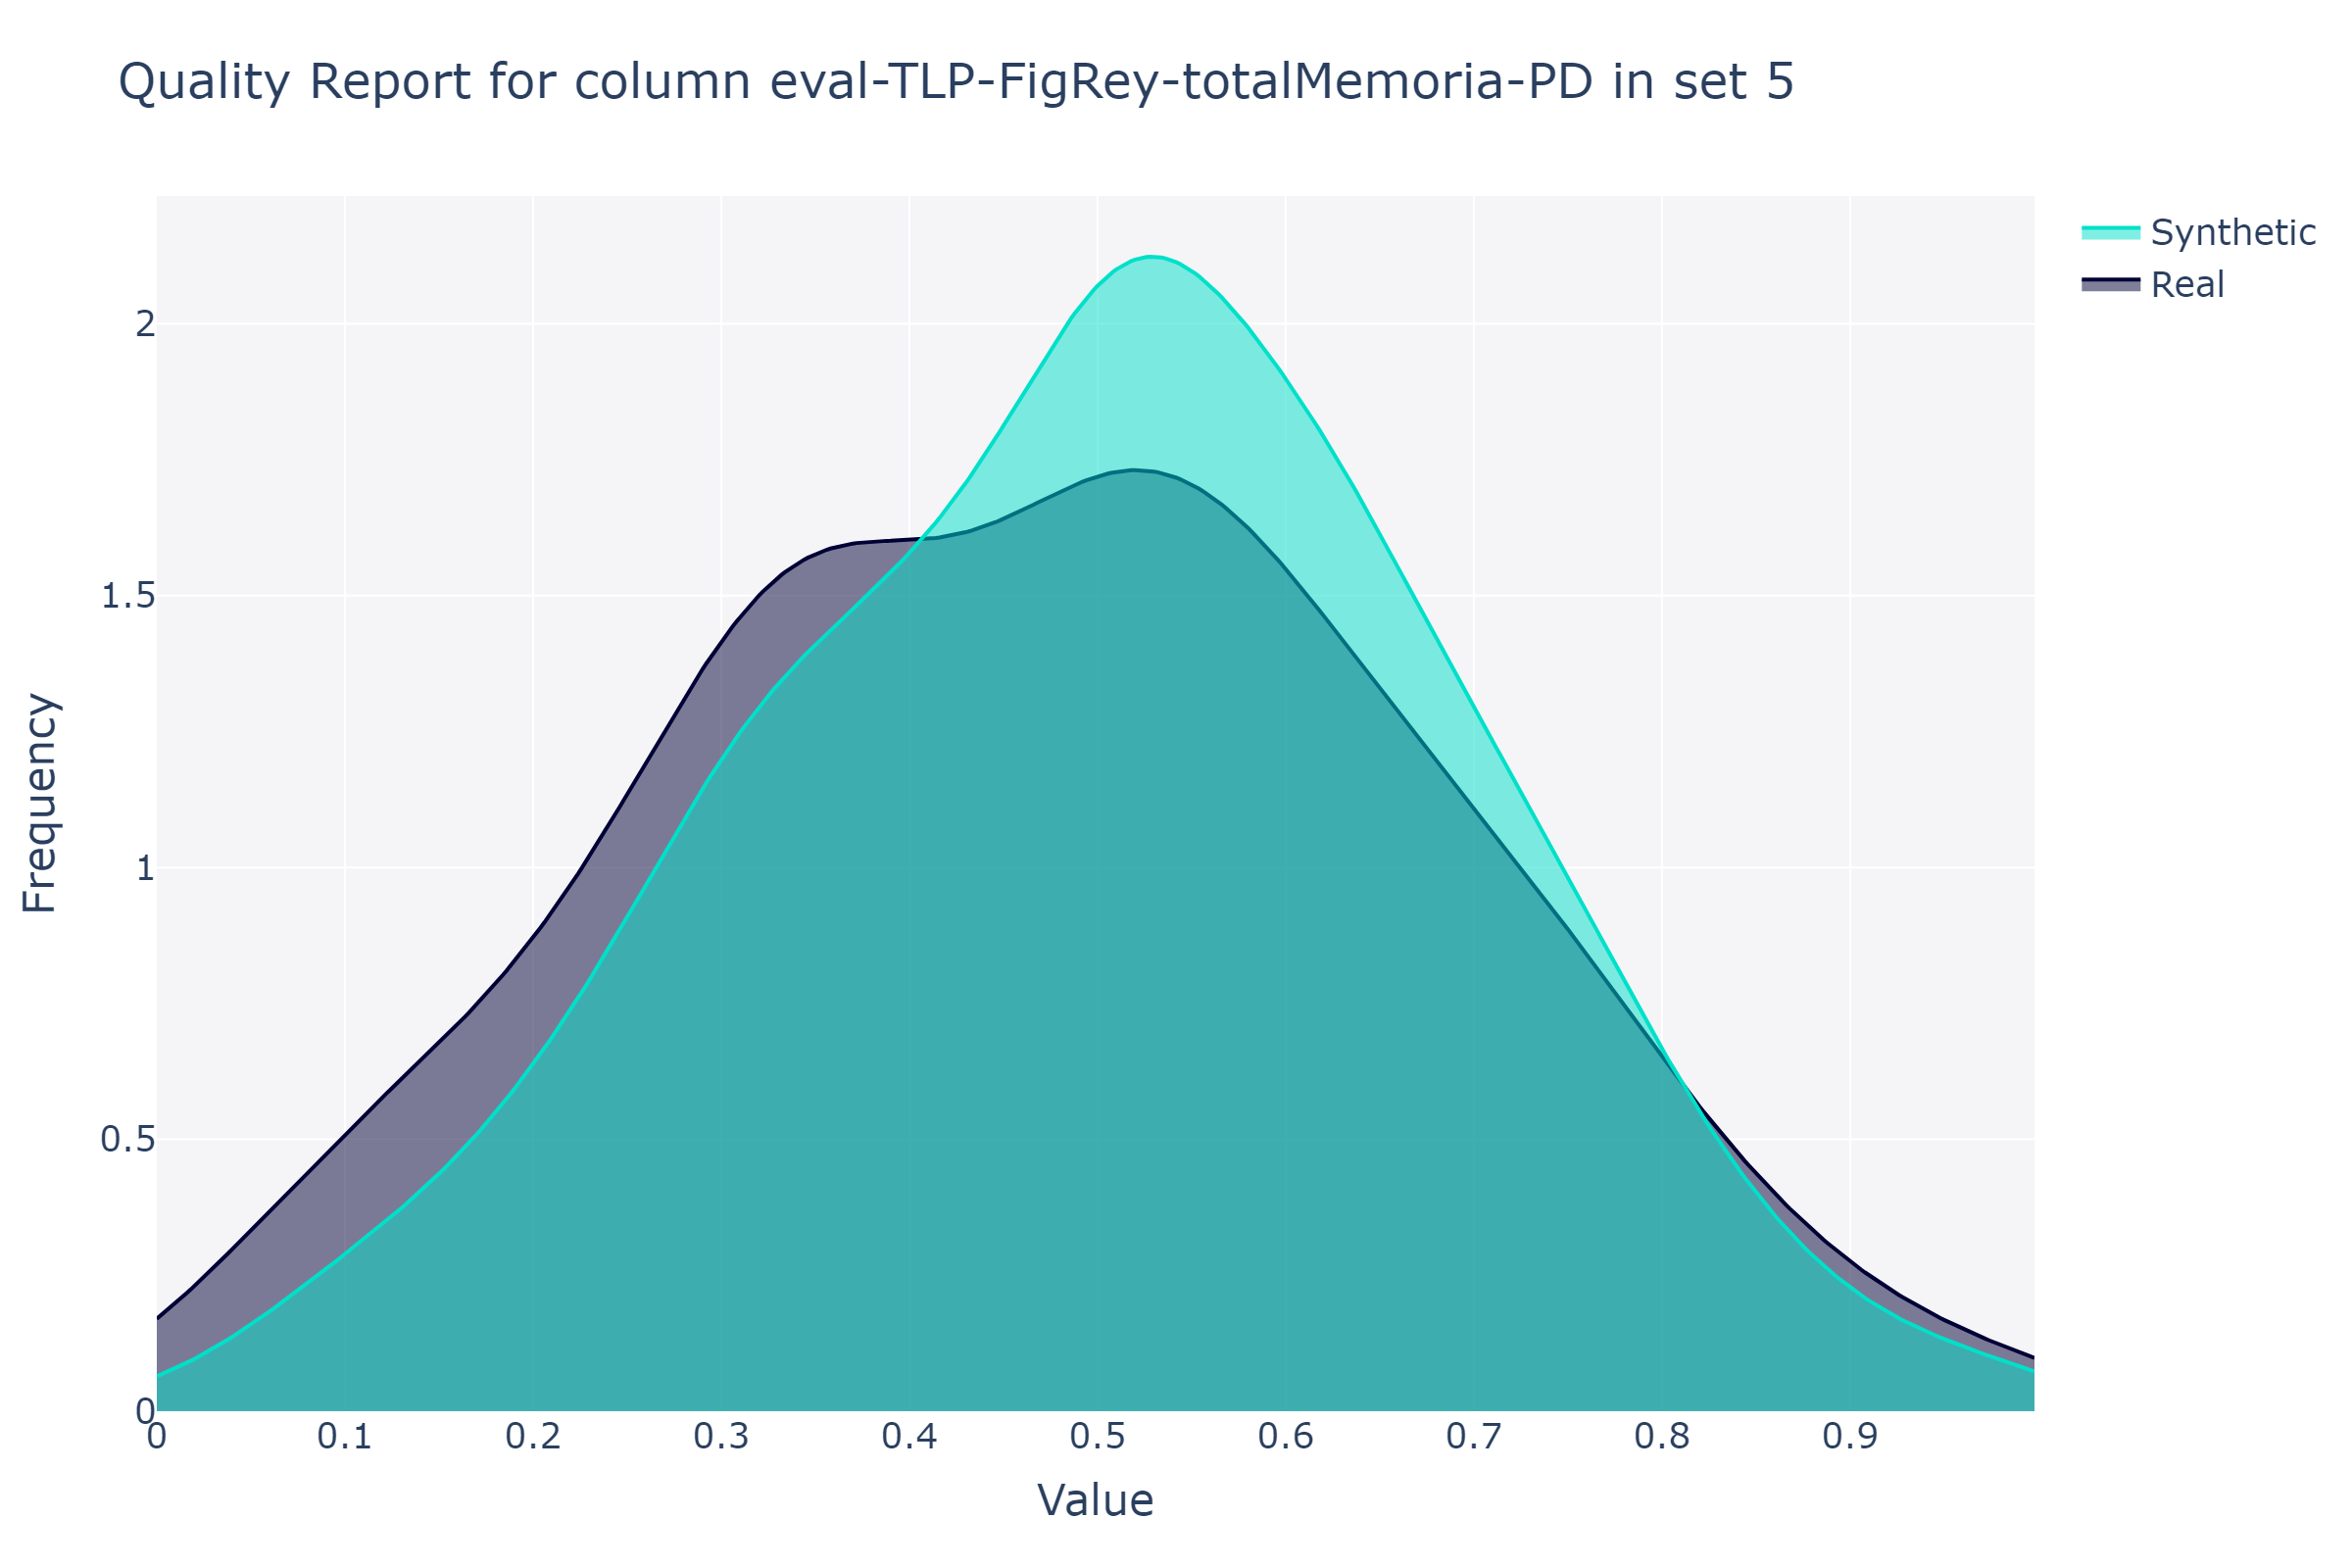 Quality Report for column eval-TLP-FigRey-totalMemoria-PD in set 5
Synthetic
Real
Frequency
2
1.5
1
0.5
0
0 0.1 0.2 0.3 0.4 0.5 0.6 0.7 0.8 0.9
Value